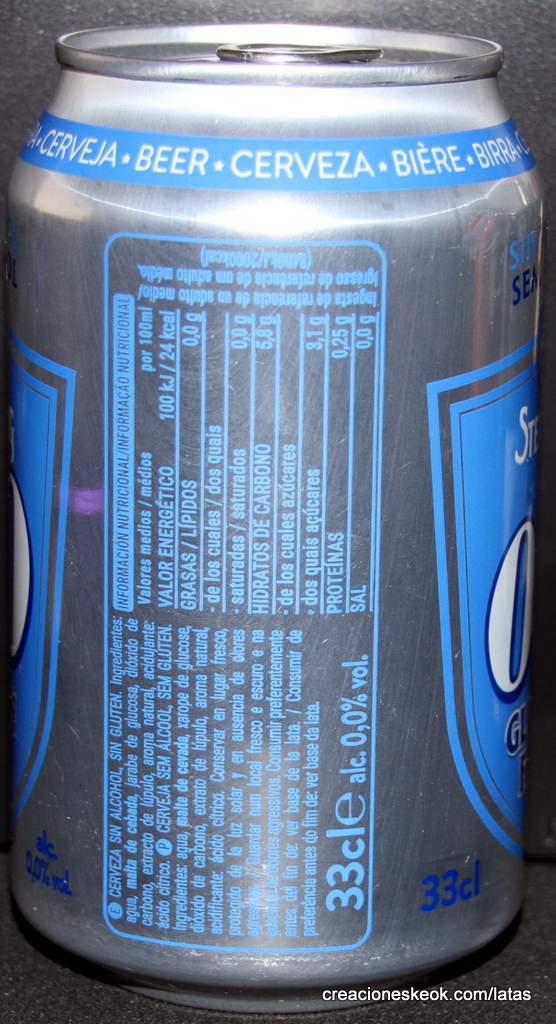 CERVEJA ★ BEER ★ CERVEZA ★ BIÈRE ★ BIRRA
INFORMACIÓN NUTRICIONAL/INFORMAÇÃO NUTRICIONAL
Valores medios / médios por 100ml
VALOR ENERGÉTICO 100 kJ / 24 kcal
GRASAS / LÍPIDOS 0,0 g
- de los cuales / dos quais
- saturadas / saturados 0,0 g
HIDRATOS DE CARBONO 5,8 g
- de los cuales azúcares
- dos quais açúcares 3,1 g
PROTEÍNAS 0,25 g
SAL 0,0 g
Ingesta de referencia de un adulto medio/
Igresso de referência de um adulto médio.
(8.400kJ/2000kcal)
E CERVEZA SIN ALCOHOL, SIN GLUTEN. Ingredientes:
agua, malta de cebada, jarabe de glucosa, dióxido de
carbono, extracto de lúpulo, aroma natural, acidulante:
ácido cítrico. P CERVEJA SEM ÁLCOOL, SEM GLÚTEN.
Ingredientes: água, malte de cevada, xarope de glucose,
dióxido de carbono, extrato de lúpulo, aroma natural,
acidificante: ácido cítrico. Conservar en lugar fresco,
protegido de la luz solar y en ausencia de olores
agresivos. / Guardar num local fresco e escuro e na
de odores agressivos. Consumir preferentemente
antes del fin de: ver base de la lata. / Consumir de
preferência antes do fim de: ver base da lata.
33cl e alc. 0,0% vol.
alc.
0,0% vol.
33cl
creacioneskeok.com/latas